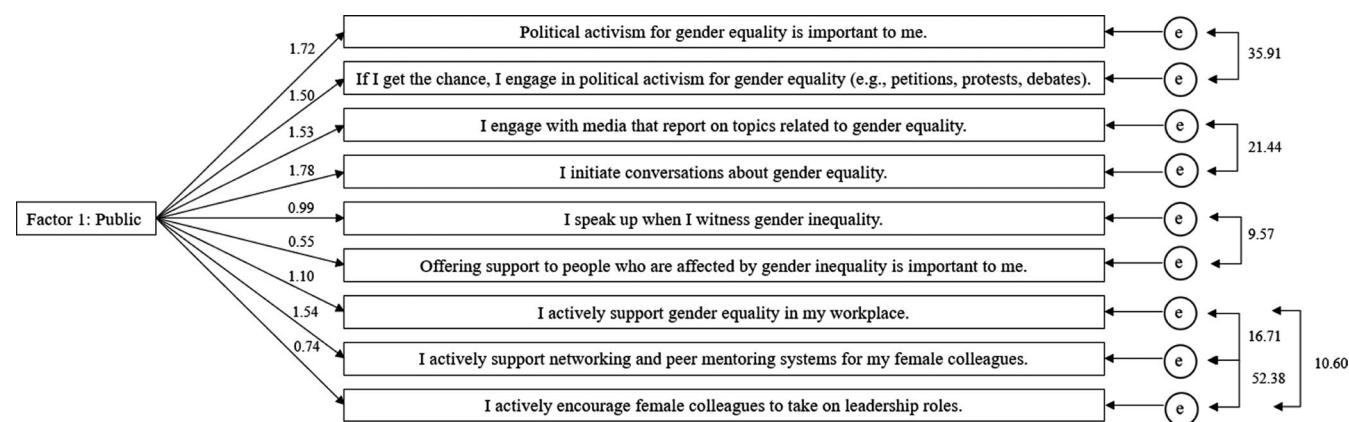 Political activism for gender equality is important to me.
e
1.72
35.91
If I get the chance, I engage in political activism for gender equality (e.g., petitions, protests, debates).
e
1.50
I engage with media that report on topics related to gender equality.
e
1.53
21.44
I initiate conversations about gender equality.
e
1.78
Factor 1: Public
0.99
I speak up when I witness gender inequality.
e
9.57
0.55
Offering support to people who are affected by gender inequality is important to me.
e
1.10
I actively support gender equality in my workplace.
e
1.54
16.71
I actively support networking and peer mentoring systems for my female colleagues.
e
10.60
0.74
52.38
I actively encourage female colleagues to take on leadership roles.
e